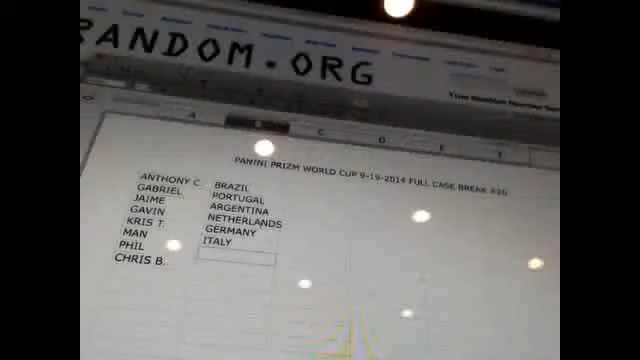 RANDOM.ORG
A B C D E F
PANINI PRIZM WORLD CUP 9-19-2014 FULL CASE BREAK #20
ANTHONY C BRAZIL
GABRIEL PORTUGAL
JAIME ARGENTINA
GAVIN NETHERLANDS
KRIS T. GERMANY
MAN ITALY
PHIL
CHRIS B.